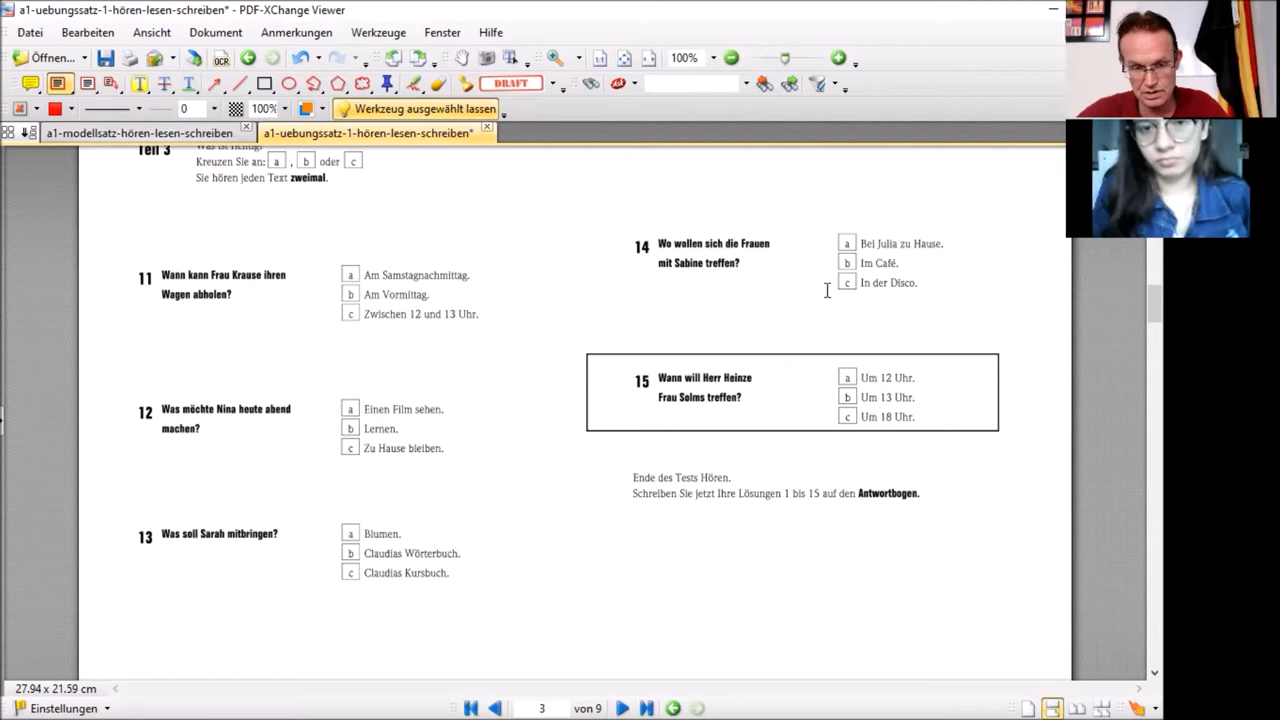 a1-uebungssatz-1-hören-lesen-schreiben* - PDF-XChange Viewer
Datei Bearbeiten Ansicht Dokument Anmerkungen Werkzeuge Fenster Hilfe
Öffnen... OCR 100%
DRAFT
0 100% Werkzeug ausgewählt lassen
a1-modellsatz-hören-lesen-schreiben a1-uebungssatz-1-hören-lesen-schreiben*
Teil 3 Was ist richtig?
Kreuzen Sie an: a , b oder c
Sie hören jeden Text zweimal.
11 Wann kann Frau Krause ihren
Wagen abholen?
a Am Samstagnachmittag.
b Am Vormittag.
c Zwischen 12 und 13 Uhr.
12 Was möchte Nina heute abend
machen?
a Einen Film sehen.
b Lernen.
c Zu Hause bleiben.
13 Was soll Sarah mitbringen?
a Blumen.
b Claudias Wörterbuch.
c Claudias Kursbuch.
14 Wo wollen sich die Frauen
mit Sabine treffen?
a Bei Julia zu Hause.
b Im Café.
c In der Disco.
15 Wann will Herr Heinze
Frau Solms treffen?
a Um 12 Uhr.
b Um 13 Uhr.
c Um 18 Uhr.
Ende des Tests Hören.
Schreiben Sie jetzt Ihre Lösungen 1 bis 15 auf den Antwortbogen.
27.94 x 21.59 cm
Einstellungen 3 von 9